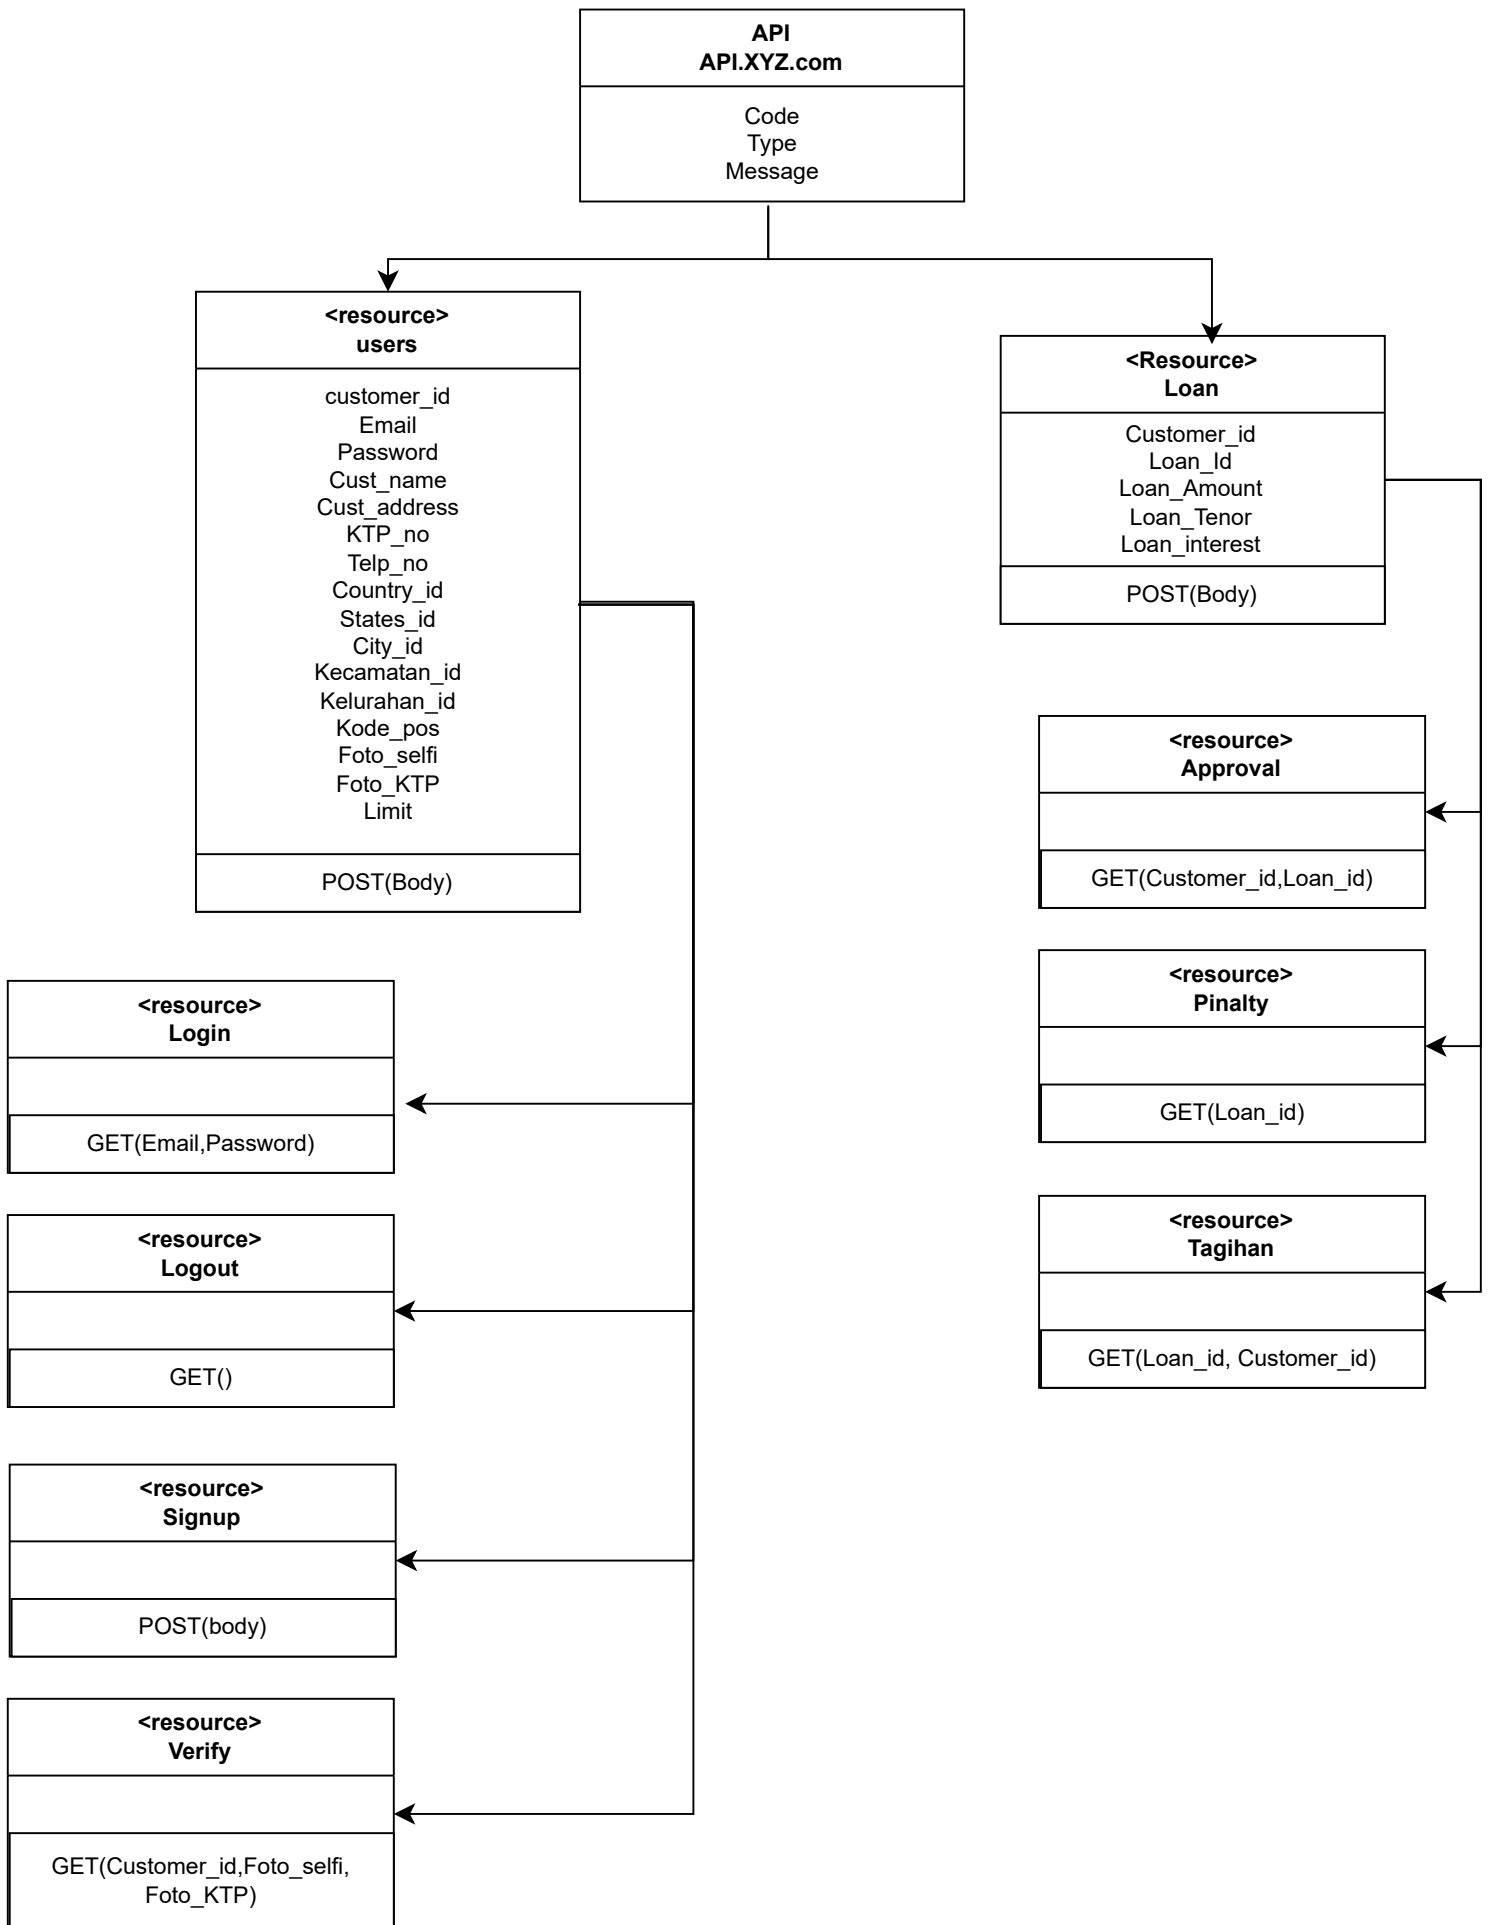 API
API.XYZ.com
Code
Type
Message
<resource>
users
customer_id
Email
Password
Cust_name
Cust_address
KTP_no
Telp_no
Country_id
States_id
City_id
Kecamatan_id
Kelurahan_id
Kode_pos
Foto_selfi
Foto_KTP
Limit
POST(Body)
<Resource>
Loan
Customer_id
Loan_Id
Loan_Amount
Loan_Tenor
Loan_interest
POST(Body)
<resource>
Approval
GET(Customer_id,Loan_id)
<resource>
Pinalty
GET(Loan_id)
<resource>
Tagihan
GET(Loan_id, Customer_id)
<resource>
Login
GET(Email,Password)
<resource>
Logout
GET()
<resource>
Signup
POST(body)
<resource>
Verify
GET(Customer_id,Foto_selfi,
Foto_KTP)